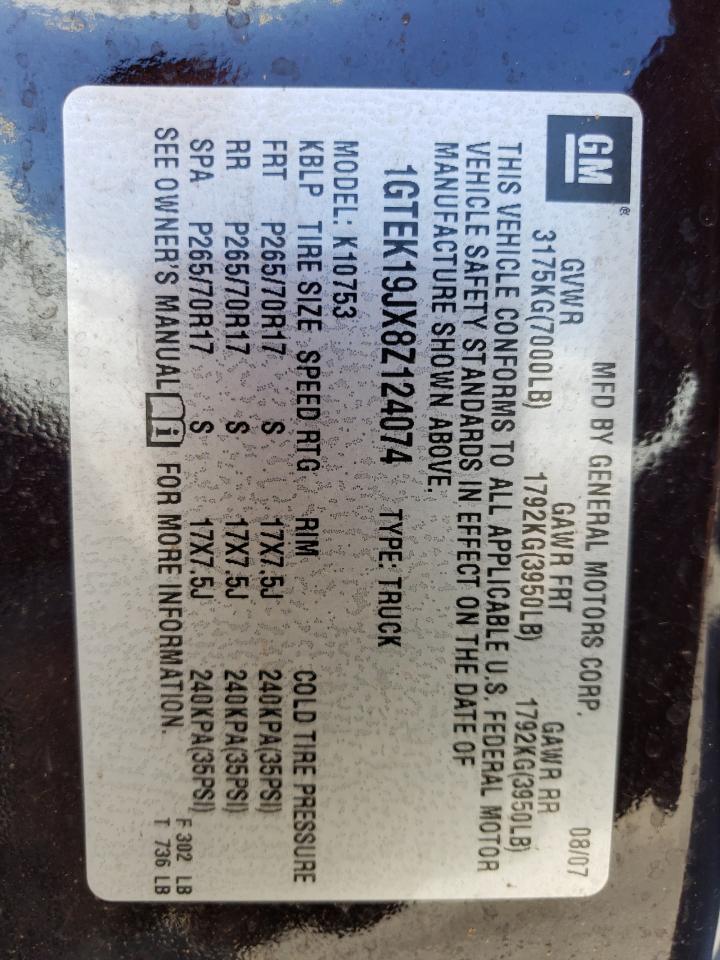 GM®
MFD BY GENERAL MOTORS CORP. 08/07
GVWR GAWR FRT GAWR RR
3175KG(7000LB) 1792KG(3950LB) 1792KG(3950LB)
THIS VEHICLE CONFORMS TO ALL APPLICABLE U.S. FEDERAL MOTOR
VEHICLE SAFETY STANDARDS IN EFFECT ON THE DATE OF
MANUFACTURE SHOWN ABOVE.
1GTEK19JX8Z124074 TYPE: TRUCK
MODEL: K10753
KBLP TIRE SIZE SPEED RTG RIM COLD TIRE PRESSURE
FRT P265/70R17 S 17X7.5J 240KPA(35PSI)
RR P265/70R17 S 17X7.5J 240KPA(35PSI)
SPA P265/70R17 S 17X7.5J 240KPA(35PSI)
SEE OWNER'S MANUAL i FOR MORE INFORMATION.
F 302 LB
T 736 LB